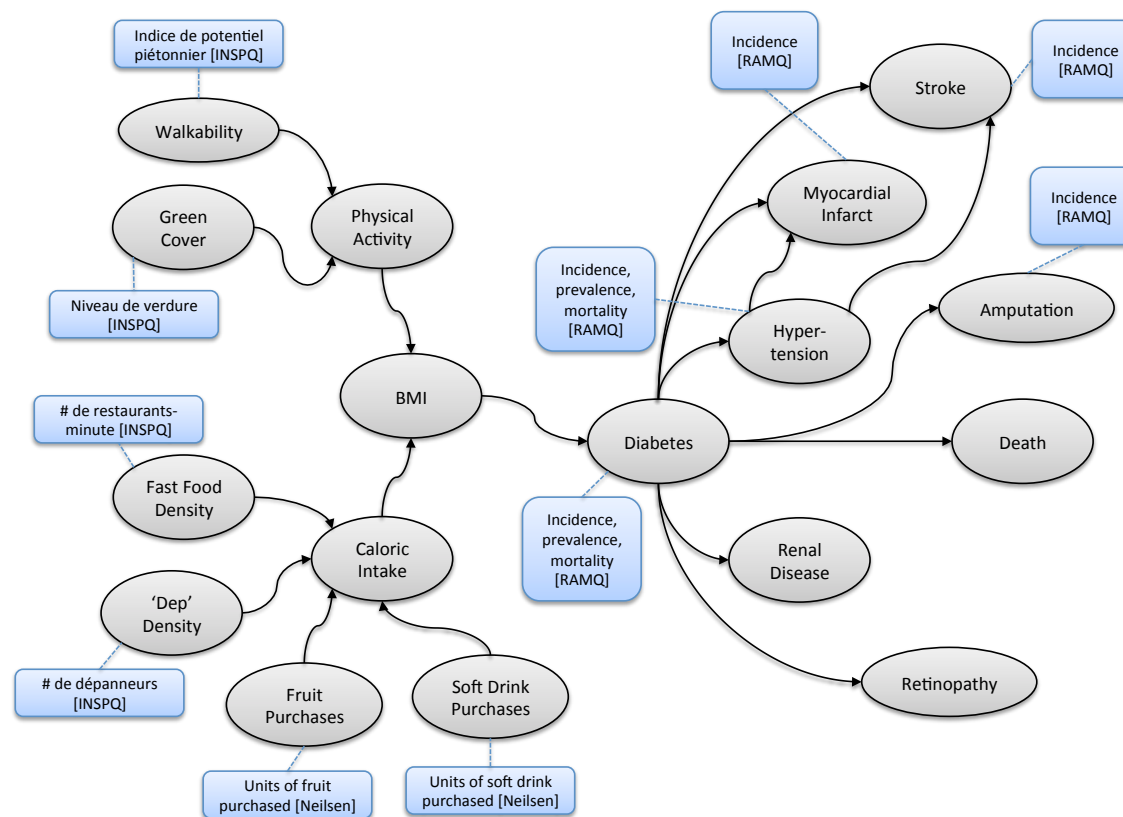 Indice de potentiel
piétonnier [INSPQ]
Walkability
Green
Cover
Niveau de verdure
[INSPQ]
Physical
Activity
BMI
# de restaurants-
minute [INSPQ]
Fast Food
Density
'Dep'
Density
# de dépanneurs
[INSPQ]
Caloric
Intake
Fruit
Purchases
Units of fruit
purchased [Neilsen]
Soft Drink
Purchases
Units of soft drink
purchased [Neilsen]
Incidence
[RAMQ]
Stroke
Incidence
[RAMQ]
Myocardial
Infarct
Incidence
[RAMQ]
Incidence,
prevalence,
mortality
[RAMQ]
Hyper-
tension
Amputation
Diabetes
Death
Incidence,
prevalence,
mortality
[RAMQ]
Renal
Disease
Retinopathy